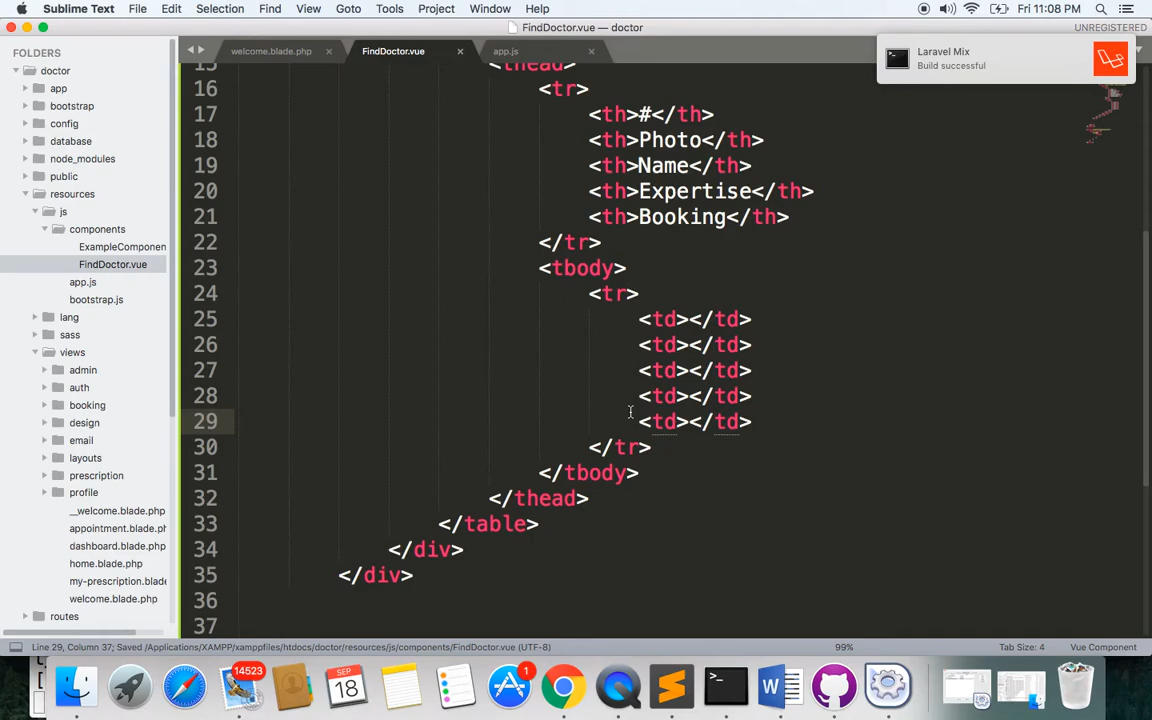 Sublime Text File Edit Selection Find View Goto Tools Project Window Help Fri 11:08 PM
FindDoctor.vue — doctor UNREGISTERED
FOLDERS
welcome.blade.php × FindDoctor.vue × app.js ×
Laravel Mix
Build successful
doctor
app
bootstrap
config
database
node_modules
public
resources
js
components
ExampleComponen
FindDoctor.vue
app.js
bootstrap.js
lang
sass
views
admin
auth
booking
design
email
layouts
prescription
profile
__welcome.blade.php
appointment.blade.ph
dashboard.blade.php
home.blade.php
my-prescription.blade
welcome.blade.php
routes
15 <thead>
16 <tr>
17 <th>#</th>
18 <th>Photo</th>
19 <th>Name</th>
20 <th>Expertise</th>
21 <th>Booking</th>
22 </tr>
23 <tbody>
24 <tr>
25 <td></td>
26 <td></td>
27 <td></td>
28 <td></td>
29 <td></td>
30 </tr>
31 </tbody>
32 </thead>
33 </table>
34 </div>
35 </div>
36
37
Line 29, Column 37; Saved /Applications/XAMPP/xamppfiles/htdocs/doctor/resources/js/components/FindDoctor.vue (UTF-8) 99% Tab Size: 4 Vue Component
14523
SEP
18
1